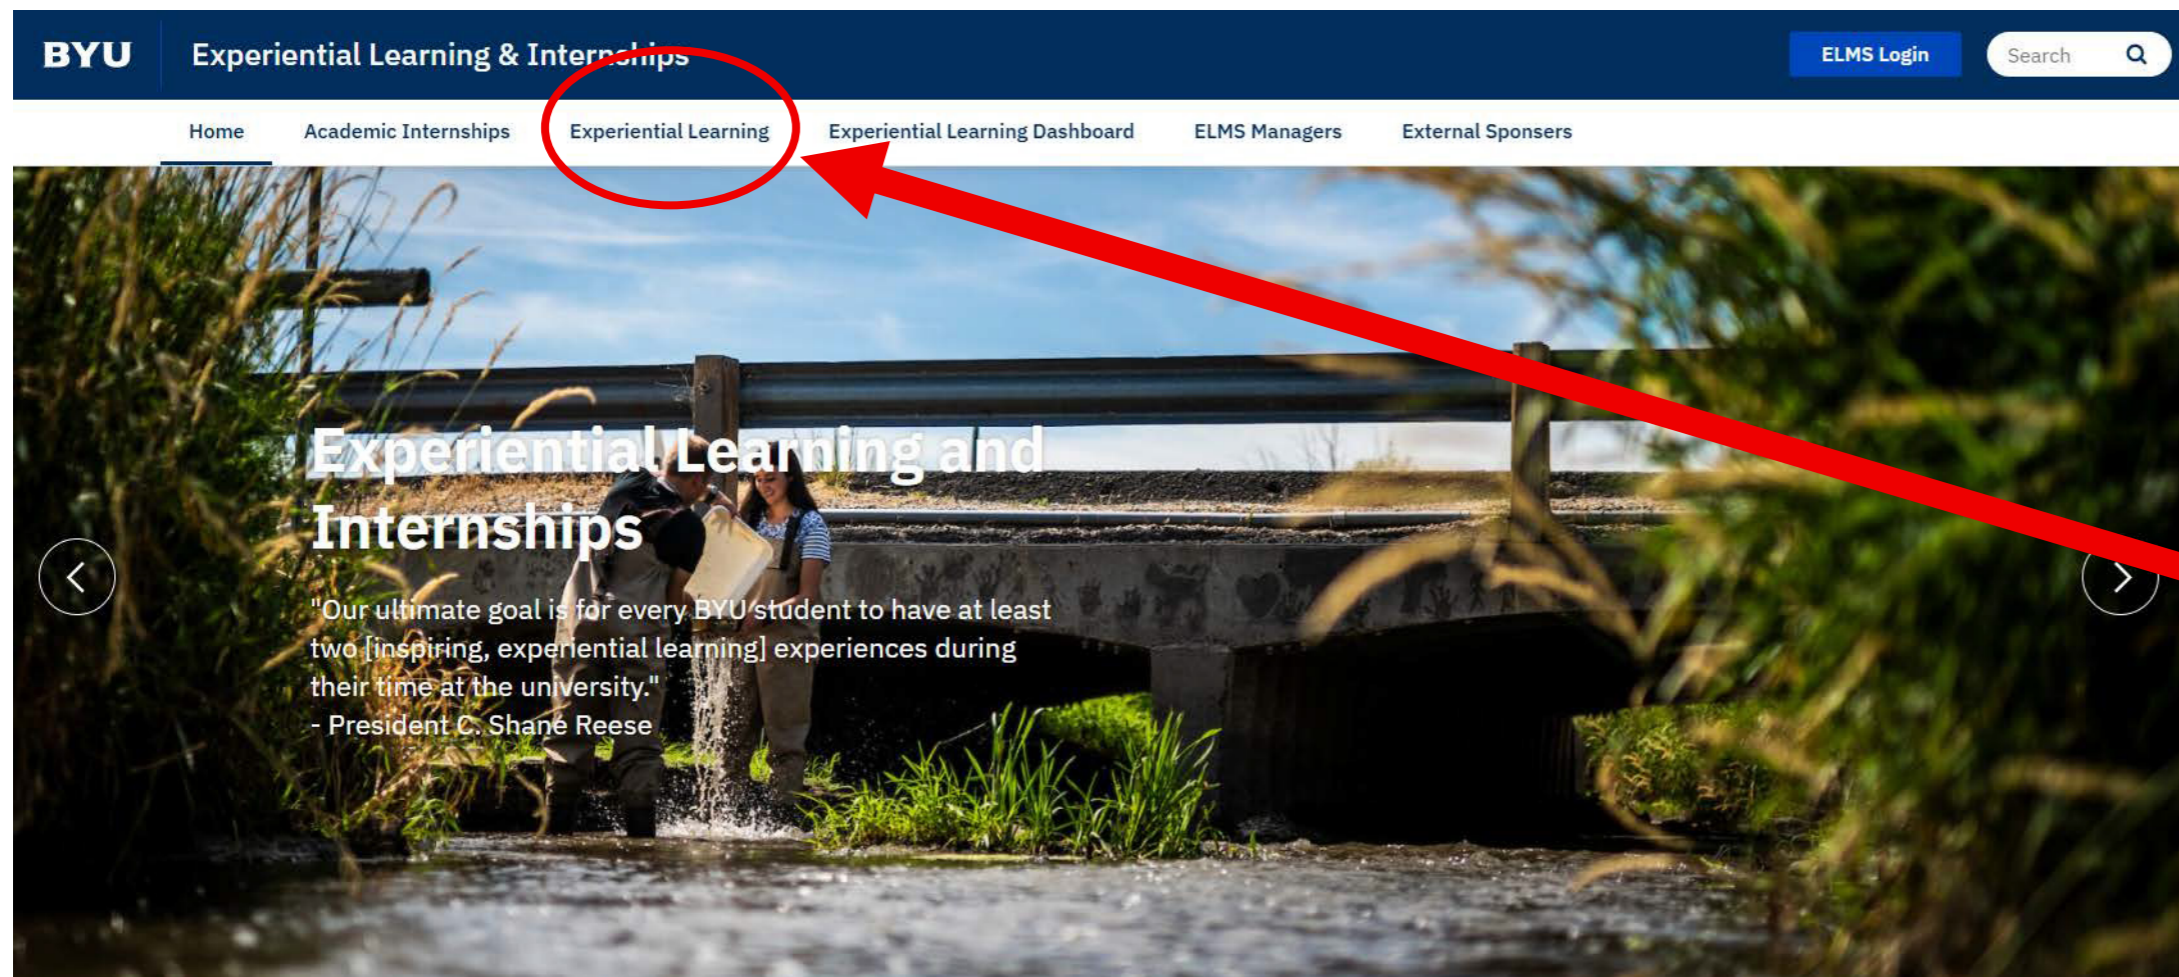 BYU
Experiential Learning & Internships
ELMS Login
Search
Home
Academic Internships
Experiential Learning
Experiential Learning Dashboard
ELMS Managers
External Sponsers
Experiential Learning and
Internships
"Our ultimate goal is for every BYU student to have at least
two [inspiring, experiential learning] experiences during
their time at the university."
- President C. Shane Reese